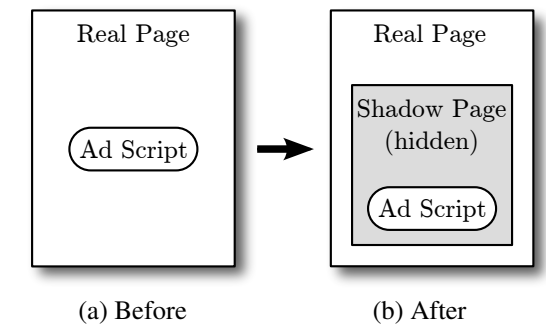 Real Page
Ad Script
(a) Before
Real Page
Shadow Page
(hidden)
Ad Script
(b) After